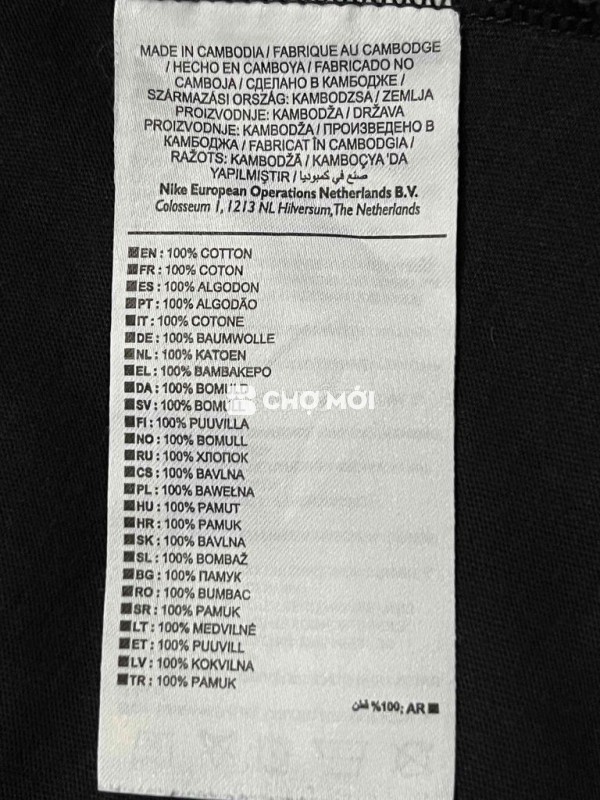 MADE IN CAMBODIA / FABRIQUE AU CAMBODGE
/ HECHO EN CAMBOYA / FABRICADO NO
CAMBOJA / СДЕЛАНО В КАМБОДЖЕ /
SZÁRMAZÁSI ORSZÁG: KAMBODZSA / ZEMLJA
PROIZVODNJE: KAMBODŽA / DRŽAVA
PROIZVODNJE: KAMBODŽA / ПРОИЗВЕДЕНО В
КАМБОДЖА / FABRICAT ÎN CAMBODGIA /
RAŽOTS: KAMBODŽĀ / KAMBOÇYA'DA
YAPILMIŞTIR / صنع في كمبوديا
Nike European Operations Netherlands B.V.
Colosseum 1, 1213 NL Hilversum, The Netherlands
EN : 100% COTTON
FR : 100% COTON
ES : 100% ALGODON
PT : 100% ALGODÃO
IT : 100% COTONE
DE : 100% BAUMWOLLE
NL : 100% KATOEN
EL : 100% ΒΑΜΒΑΚΕΡΟ
DA : 100% BOMULD
SV : 100% BOMULL
CHỢ MỚI
FI : 100% PUUVILLA
NO : 100% BOMULL
RU : 100% ХЛОПОК
CS : 100% BAVLNA
PL : 100% BAWEŁNA
HU : 100% PAMUT
HR : 100% PAMUK
SK : 100% BAVLNA
SL : 100% BOMBAŽ
BG : 100% ПАМУК
RO : 100% BUMBAC
SR : 100% PAMUK
LT : 100% MEDVILNĖ
ET : 100% PUUVILL
LV : 100% KOKVILNA
TR : 100% PAMUK
AR :100% قطن